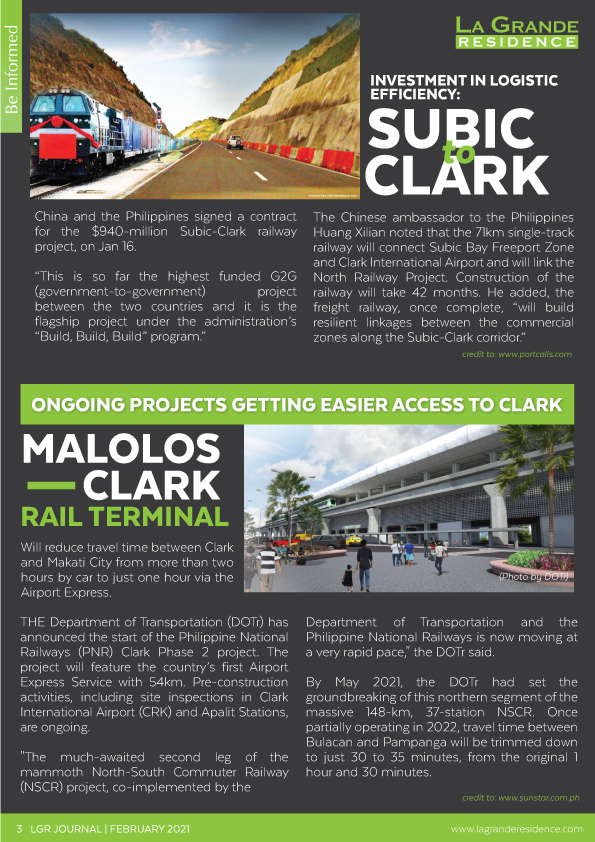 Be Informed
LA GRANDE
RESIDENCE
INVESTMENT IN LOGISTIC
EFFICIENCY:
SUBIC
to
CLARK
China and the Philippines signed a contract
for the $940-million Subic-Clark railway
project, on Jan 16.
“This is so far the highest funded G2G
(government-to-government) project
between the two countries and it is the
flagship project under the administration’s
“Build, Build, Build” program.”
The Chinese ambassador to the Philippines
Huang Xilian noted that the 71km single-track
railway will connect Subic Bay Freeport Zone
and Clark International Airport and will link the
North Railway Project. Construction of the
railway will take 42 months. He added, the
freight railway, once complete, “will build
resilient linkages between the commercial
zones along the Subic-Clark corridor.”
credit to: www.portcalls.com
ONGOING PROJECTS GETTING EASIER ACCESS TO CLARK
MALOLOS
— CLARK
RAIL TERMINAL
(Photo by DOTr)
Will reduce travel time between Clark
and Makati City from more than two
hours by car to just one hour via the
Airport Express.
THE Department of Transportation (DOTr) has
announced the start of the Philippine National
Railways (PNR) Clark Phase 2 project. The
project will feature the country’s first Airport
Express Service with 54km. Pre-construction
activities, including site inspections in Clark
International Airport (CRK) and Apalit Stations,
are ongoing.
"The much-awaited second leg of the
mammoth North-South Commuter Railway
(NSCR) project, co-implemented by the
Department of Transportation and the
Philippine National Railways is now moving at
a very rapid pace,” the DOTr said.
By May 2021, the DOTr had set the
groundbreaking of this northern segment of the
massive 148-km, 37-station NSCR. Once
partially operating in 2022, travel time between
Bulacan and Pampanga will be trimmed down
to just 30 to 35 minutes, from the original 1
hour and 30 minutes.
credit to: www.sunstar.com.ph
3 LGR JOURNAL | FEBRUARY 2021
www.lagranderesidence.com